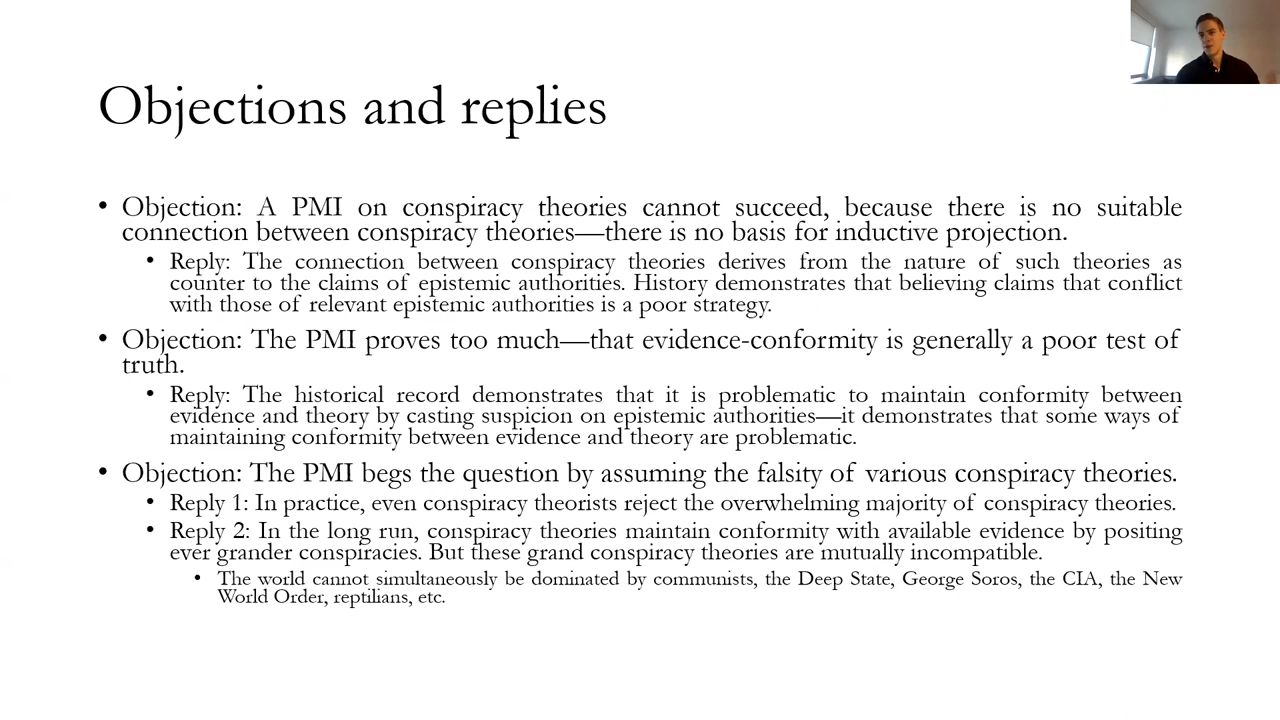 Objections and replies
• Objection: A PMI on conspiracy theories cannot succeed, because there is no suitable
connection between conspiracy theories—there is no basis for inductive projection.
• Reply: The connection between conspiracy theories derives from the nature of such theories as
counter to the claims of epistemic authorities. History demonstrates that believing claims that conflict
with those of relevant epistemic authorities is a poor strategy.
• Objection: The PMI proves too much—that evidence-conformity is generally a poor test of
truth.
• Reply: The historical record demonstrates that it is problematic to maintain conformity between
evidence and theory by casting suspicion on epistemic authorities—it demonstrates that some ways of
maintaining conformity between evidence and theory are problematic.
• Objection: The PMI begs the question by assuming the falsity of various conspiracy theories.
• Reply 1: In practice, even conspiracy theorists reject the overwhelming majority of conspiracy theories.
• Reply 2: In the long run, conspiracy theories maintain conformity with available evidence by positing
ever grander conspiracies. But these grand conspiracy theories are mutually incompatible.
• The world cannot simultaneously be dominated by communists, the Deep State, George Soros, the CIA, the New
World Order, reptilians, etc.